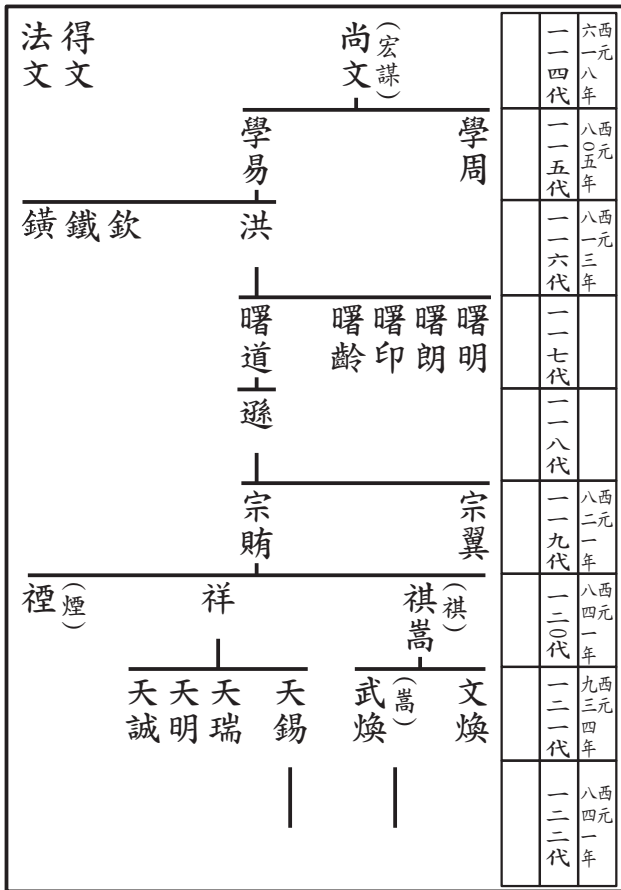 西元六一八年
一一四代
尚文
(宏謀)
得文
法文
西元八〇五年
一一五代
學周
學易
西元八一三年
一一六代
洪
欽
鐵
鐄
一一七代
曙明
曙朗
曙印
曙齡
曙道
一一八代
遜
西元八二一年
一一九代
宗翼
宗賄
西元八四一年
一二〇代
(祺)
祺嵩
祥
(煙)
禋
西元九三四年
一二一代
文煥
(嵩)
武煥
天錫
天瑞
天明
天誠
西元八四一年
一二二代